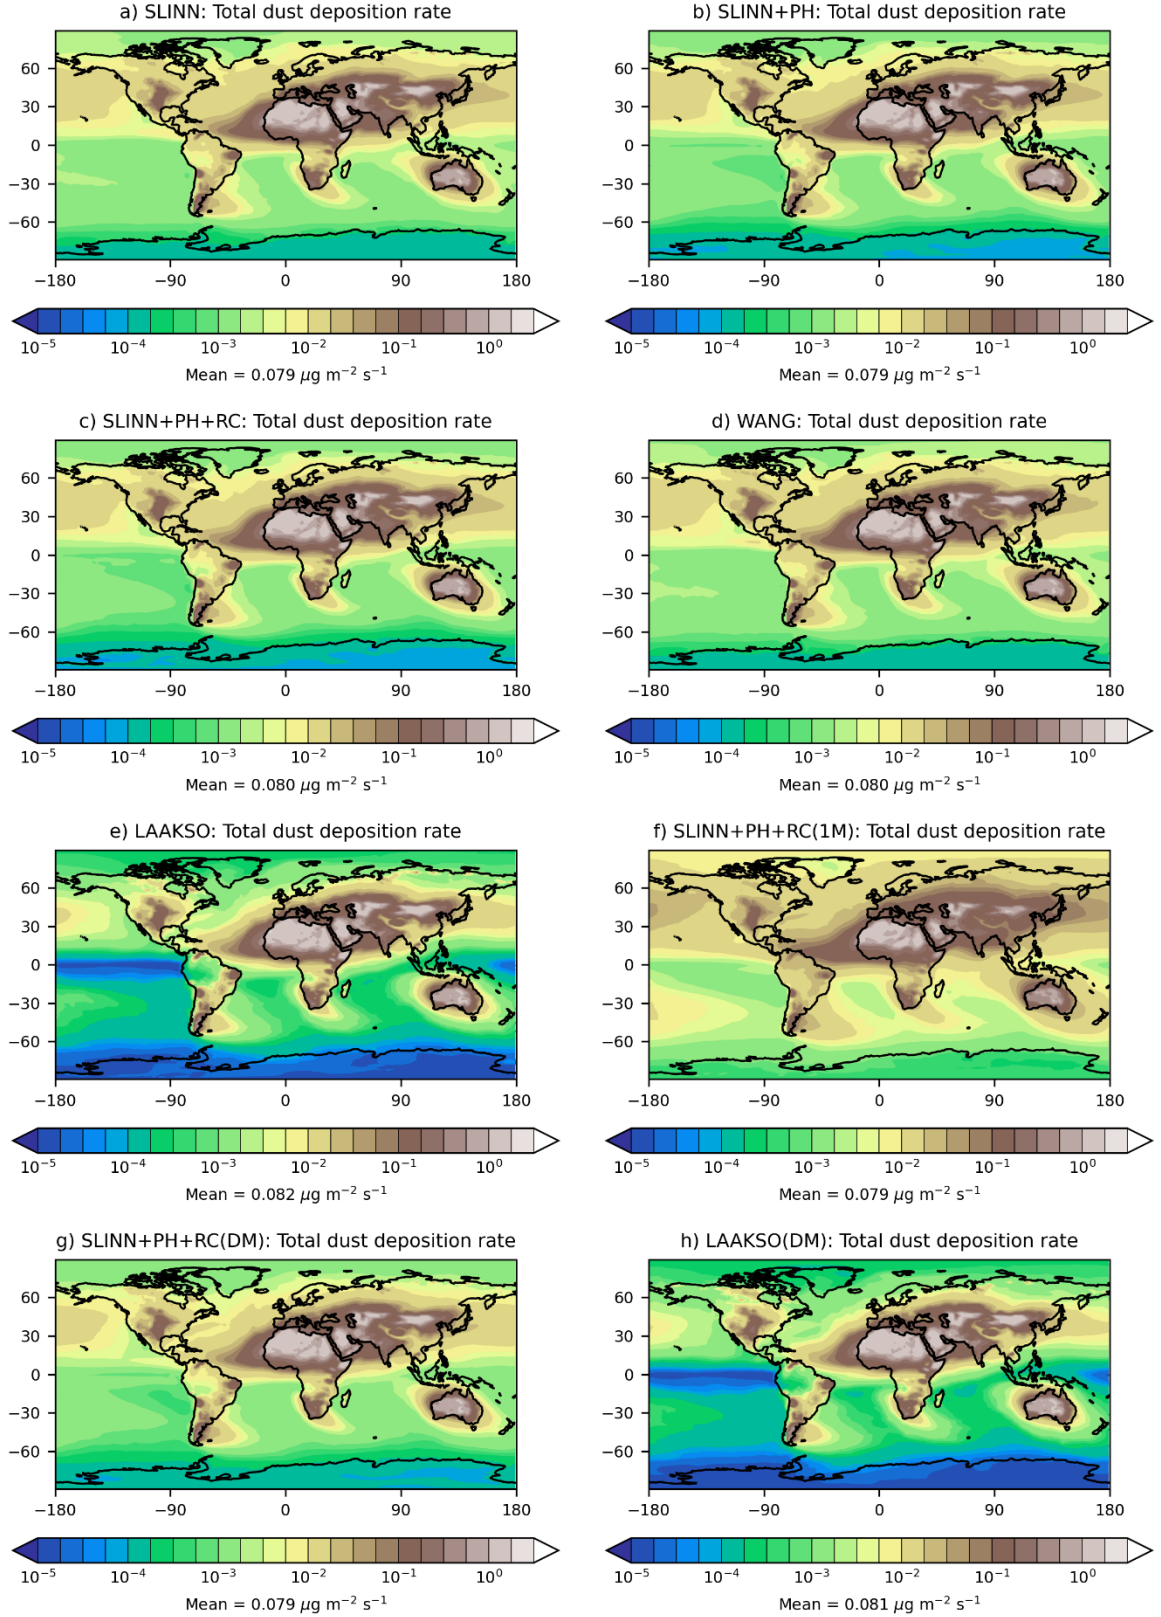 a) SLINN: Total dust deposition rate
60
30
0
−30
−60
−180 −90 0 90 180
10⁻⁵ 10⁻⁴ 10⁻³ 10⁻² 10⁻¹ 10⁰
Mean = 0.079 μg m⁻² s⁻¹
b) SLINN+PH: Total dust deposition rate
60
30
0
−30
−60
−180 −90 0 90 180
10⁻⁵ 10⁻⁴ 10⁻³ 10⁻² 10⁻¹ 10⁰
Mean = 0.079 μg m⁻² s⁻¹
c) SLINN+PH+RC: Total dust deposition rate
60
30
0
−30
−60
−180 −90 0 90 180
10⁻⁵ 10⁻⁴ 10⁻³ 10⁻² 10⁻¹ 10⁰
Mean = 0.080 μg m⁻² s⁻¹
d) WANG: Total dust deposition rate
60
30
0
−30
−60
−180 −90 0 90 180
10⁻⁵ 10⁻⁴ 10⁻³ 10⁻² 10⁻¹ 10⁰
Mean = 0.080 μg m⁻² s⁻¹
e) LAAKSO: Total dust deposition rate
60
30
0
−30
−60
−180 −90 0 90 180
10⁻⁵ 10⁻⁴ 10⁻³ 10⁻² 10⁻¹ 10⁰
Mean = 0.082 μg m⁻² s⁻¹
f) SLINN+PH+RC(1M): Total dust deposition rate
60
30
0
−30
−60
−180 −90 0 90 180
10⁻⁵ 10⁻⁴ 10⁻³ 10⁻² 10⁻¹ 10⁰
Mean = 0.079 μg m⁻² s⁻¹
g) SLINN+PH+RC(DM): Total dust deposition rate
60
30
0
−30
−60
−180 −90 0 90 180
10⁻⁵ 10⁻⁴ 10⁻³ 10⁻² 10⁻¹ 10⁰
Mean = 0.079 μg m⁻² s⁻¹
h) LAAKSO(DM): Total dust deposition rate
60
30
0
−30
−60
−180 −90 0 90 180
10⁻⁵ 10⁻⁴ 10⁻³ 10⁻² 10⁻¹ 10⁰
Mean = 0.081 μg m⁻² s⁻¹